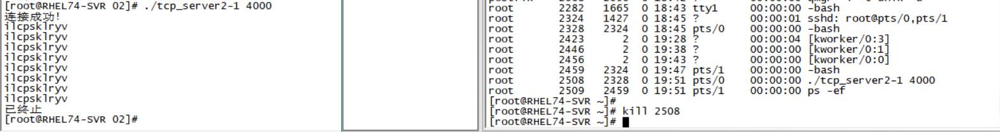 [root@RHEL74-SVR 02]# ./tcp_server2-1 4000
连接成功!
ilcpsklryv
ilcpsklryv
ilcpsklryv
ilcpsklryv
ilcpsklryv
ilcpsklryv
ilcpsklryv
ilcpsklryv
已终止
[root@RHEL74-SVR 02]#
root 2282 1665 0 18:43 tty1 00:00:00 -bash
root 2324 1427 0 18:45 ? 00:00:01 sshd: root@pts/0,pts/1
root 2328 2324 0 18:45 pts/0 00:00:00 -bash
root 2423 2 0 19:28 ? 00:00:04 [kworker/0:3]
root 2446 2 0 19:38 ? 00:00:00 [kworker/0:1]
root 2456 2 0 19:43 ? 00:00:00 [kworker/0:0]
root 2459 2324 0 19:47 pts/1 00:00:00 -bash
root 2508 2328 0 19:51 pts/0 00:00:00 ./tcp_server2-1 4000
root 2509 2459 0 19:51 pts/1 00:00:00 ps -ef
[root@RHEL74-SVR ~]#
[root@RHEL74-SVR ~]# kill 2508
[root@RHEL74-SVR ~]#